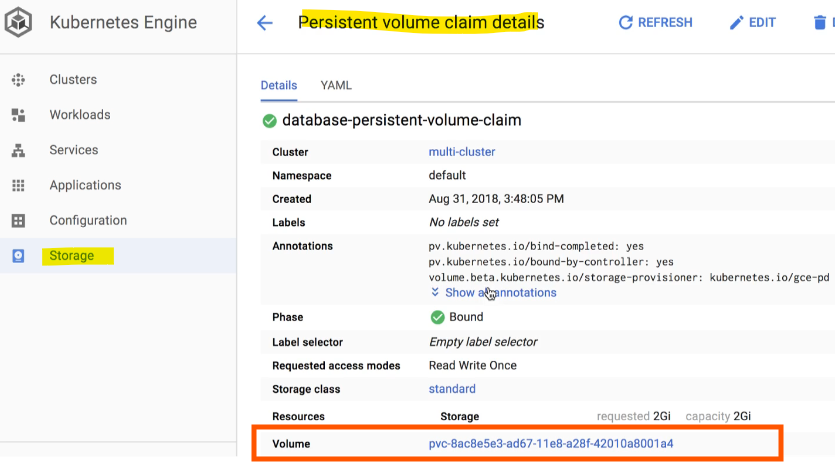 Kubernetes Engine
Persistent volume claim details
REFRESH
EDIT
Clusters
Workloads
Services
Applications
Configuration
Storage
Details
YAML
database-persistent-volume-claim
Cluster multi-cluster
Namespace default
Created Aug 31, 2018, 3:48:05 PM
Labels No labels set
Annotations pv.kubernetes.io/bind-completed: yes
pv.kubernetes.io/bound-by-controller: yes
volume.beta.kubernetes.io/storage-provisioner: kubernetes.io/gce-pd
Show all annotations
Phase Bound
Label selector Empty label selector
Requested access modes Read Write Once
Storage class standard
Resources Storage requested 2Gi capacity 2Gi
Volume pvc-8ac8e5e3-ad67-11e8-a28f-42010a8001a4